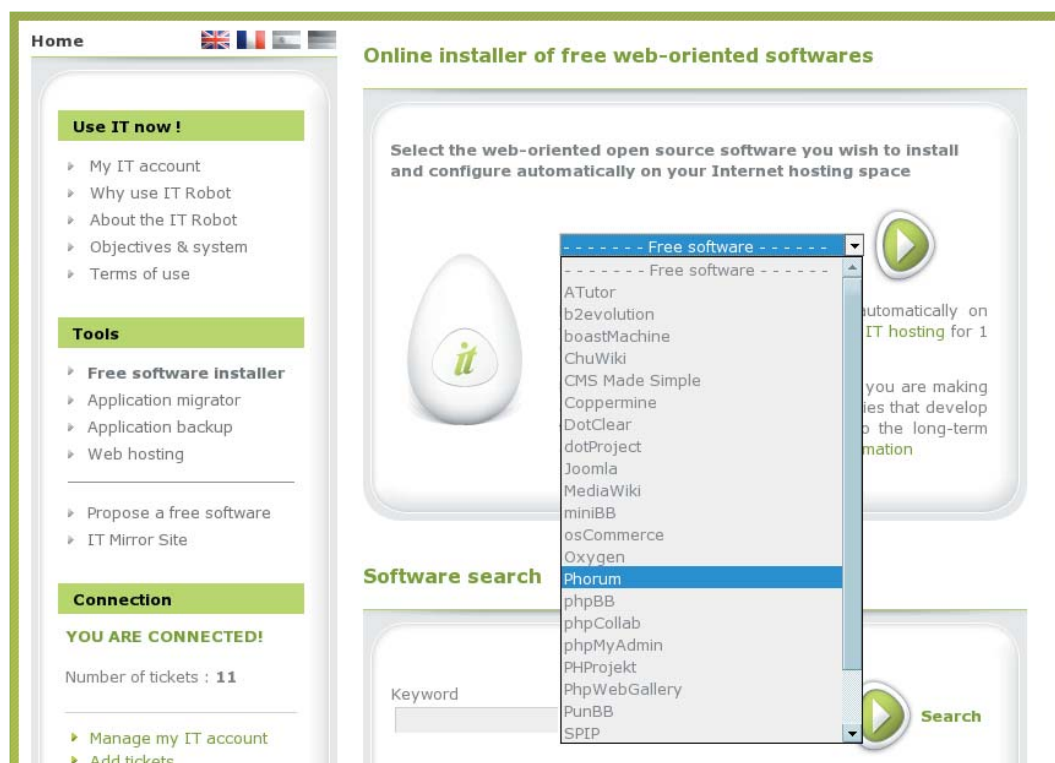 Home
Use IT now !
My IT account
Why use IT Robot
About the IT Robot
Objectives & system
Terms of use
Tools
Free software installer
Application migrator
Application backup
Web hosting
Propose a free software
IT Mirror Site
Connection
YOU ARE CONNECTED!
Number of tickets : 11
Manage my IT account
Add tickets
Online installer of free web-oriented softwares
Select the web-oriented open source software you wish to install
and configure automatically on your Internet hosting space
it
- - - - - - - Free software - - - - - -
- - - - - - - Free software - - - - - -
ATutor
b2evolution
boastMachine
ChuWiki
CMS Made Simple
Coppermine
DotClear
dotProject
Joomla
MediaWiki
miniBB
osCommerce
Oxygen
Phorum
phpBB
phpCollab
phpMyAdmin
PHProjekt
PhpWebGallery
PunBB
SPIP
automatically on
IT hosting for 1
you are making
that develop
the long-term
Software search
Keyword
Search